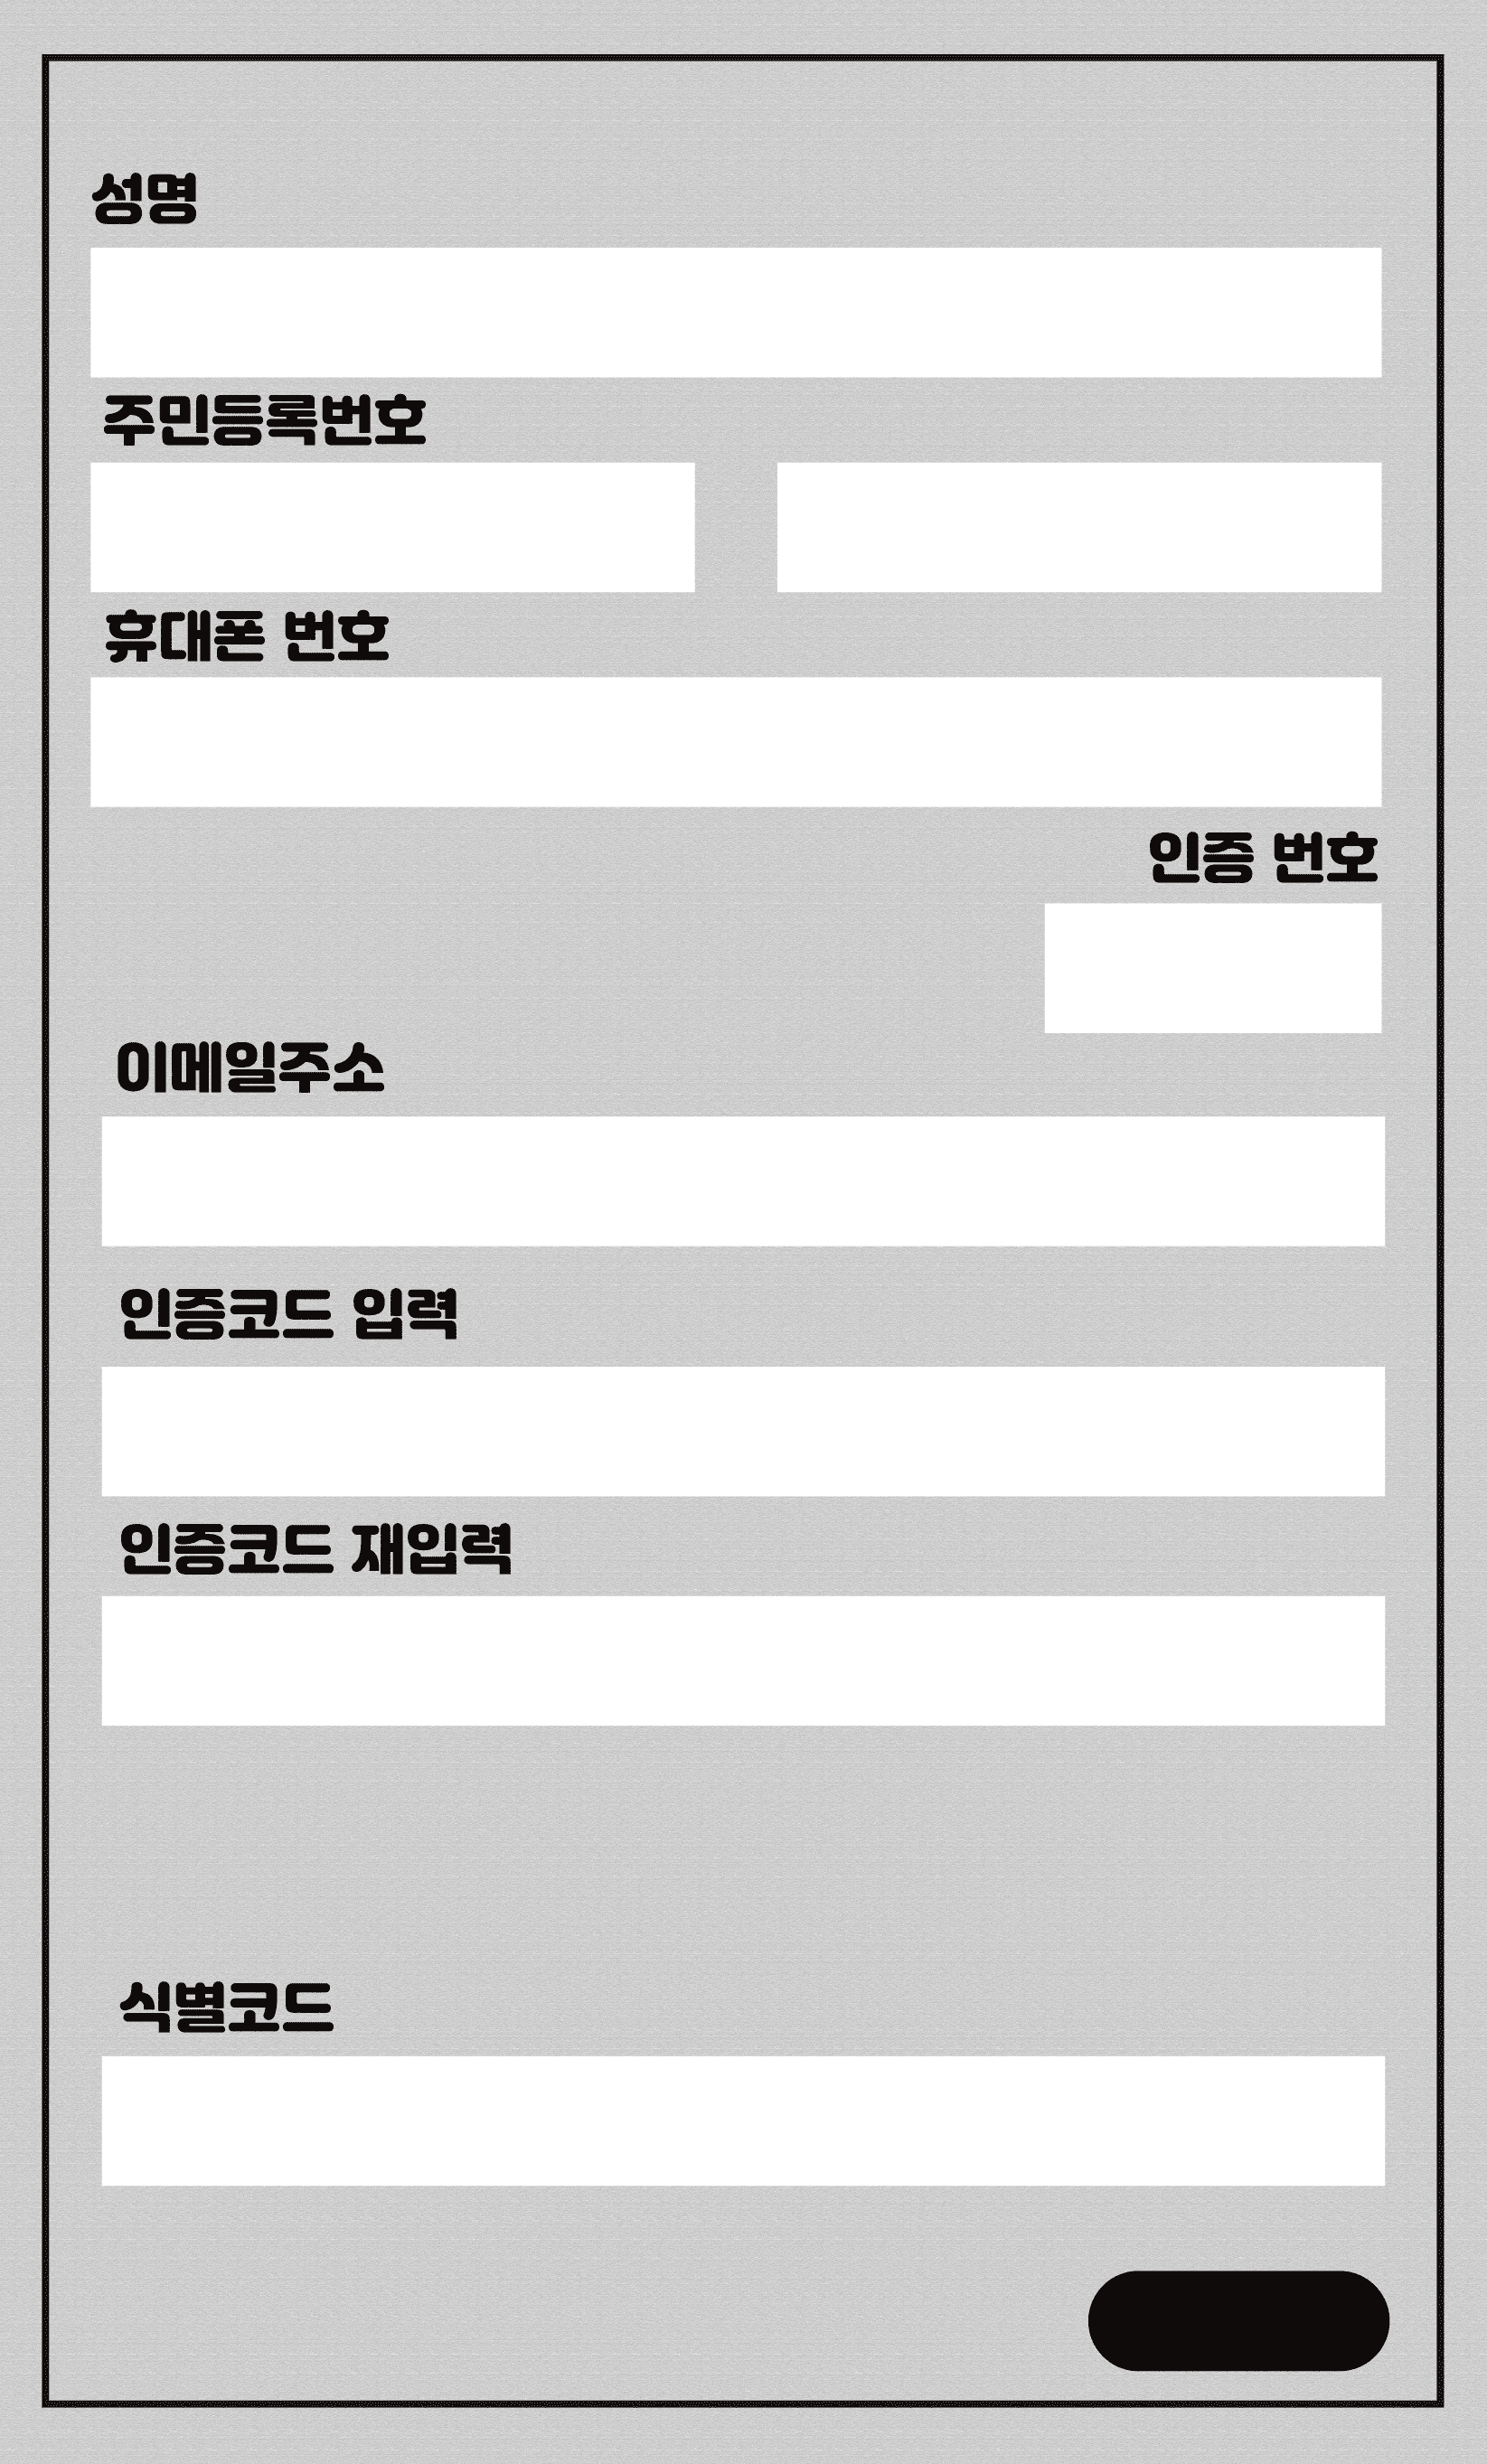 성명
주민등록번호
휴대폰 번호
인증 번호
이메일주소
인증코드 입력
인증코드 재입력
식별코드